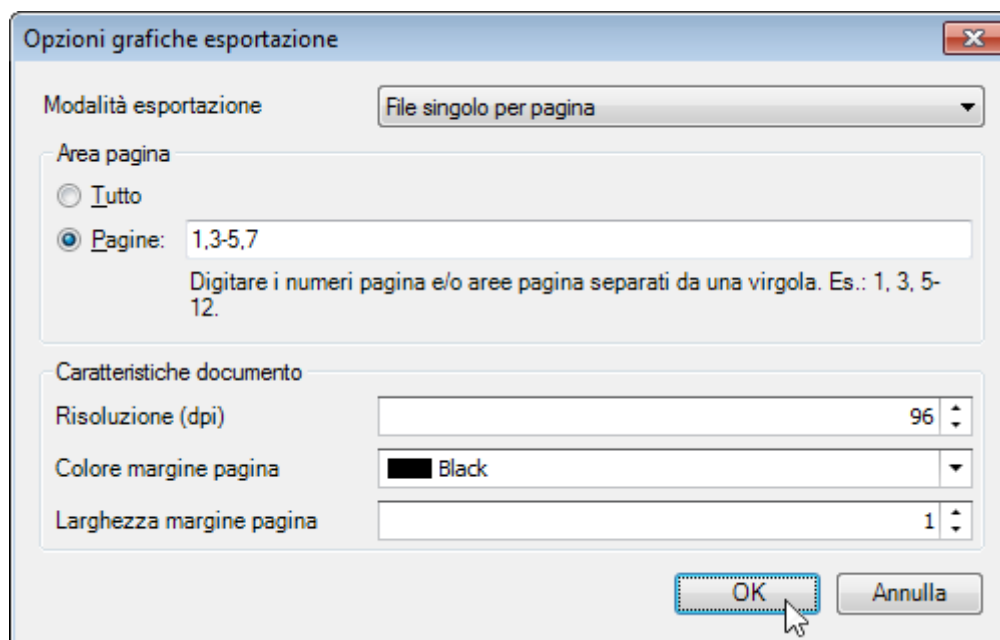 Opzioni grafiche esportazione
Modalità esportazione File singolo per pagina
Area pagina
Tutto
Pagine: 1,3-5,7
Digitare i numeri pagina e/o aree pagina separati da una virgola. Es.: 1, 3, 5-
12.
Caratteristiche documento
Risoluzione (dpi) 96
Colore margine pagina Black
Larghezza margine pagina 1
OK Annulla